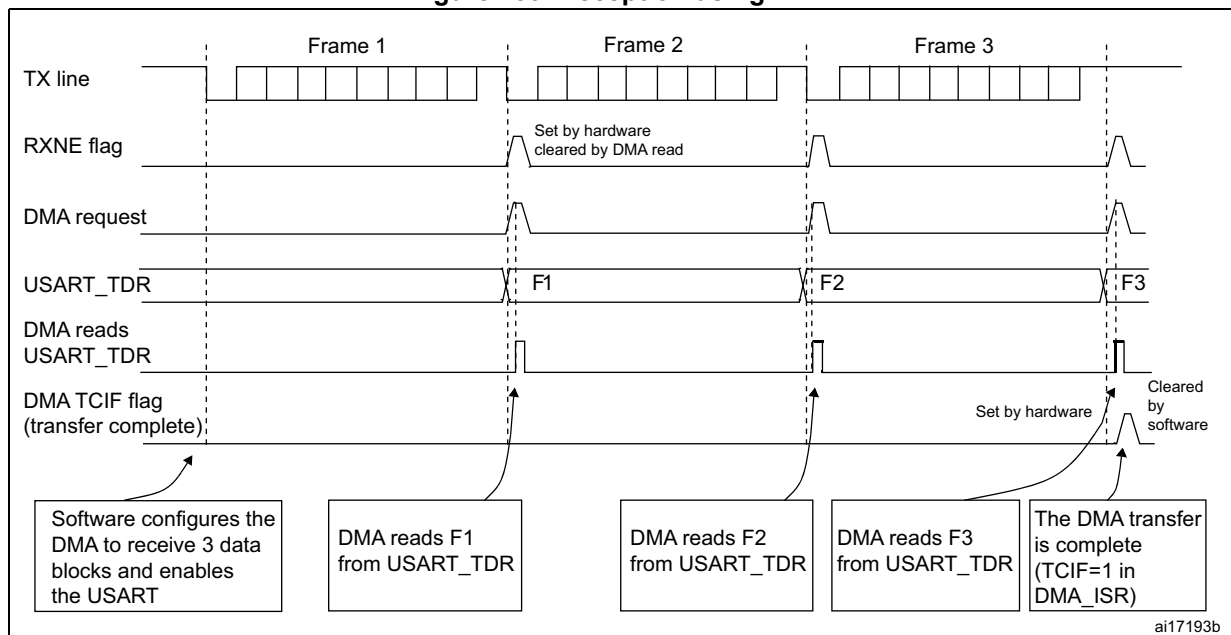 Frame 1
Frame 2
Frame 3
TX line
RXNE flag
Set by hardware
cleared by DMA read
DMA request
USART_TDR
F1
F2
F3
DMA reads
USART_TDR
DMA TCIF flag
(transfer complete)
Set by hardware
Cleared
by
software
Software configures the
DMA to receive 3 data
blocks and enables
the USART
DMA reads F1
from USART_TDR
DMA reads F2
from USART_TDR
DMA reads F3
from USART_TDR
The DMA transfer
is complete
(TCIF=1 in
DMA_ISR)
ai17193b